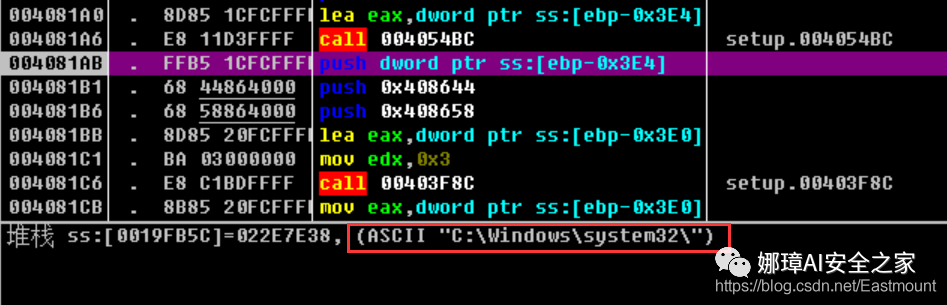 004081A0 . 8D85 1CFCFFFF lea eax,dword ptr ss:[ebp-0x3E4]
004081A6 . E8 11D3FFFF call 004054BC setup.004054BC
004081AB . FFB5 1CFCFFFF push dword ptr ss:[ebp-0x3E4]
004081B1 . 68 44864000 push 0x408644
004081B6 . 68 58864000 push 0x408658
004081BB . 8D85 20FCFFFF lea eax,dword ptr ss:[ebp-0x3E0]
004081C1 . BA 03000000 mov edx,0x3
004081C6 . E8 C1BDFFFF call 00403F8C setup.00403F8C
004081CB . 8B85 20FCFFFF mov eax,dword ptr ss:[ebp-0x3E0]
堆栈 ss:[0019FB5C]=022E7E38, (ASCII "C:\Windows\system32\")
娜璋AI安全之家
https://blog.csdn.net/Eastmount